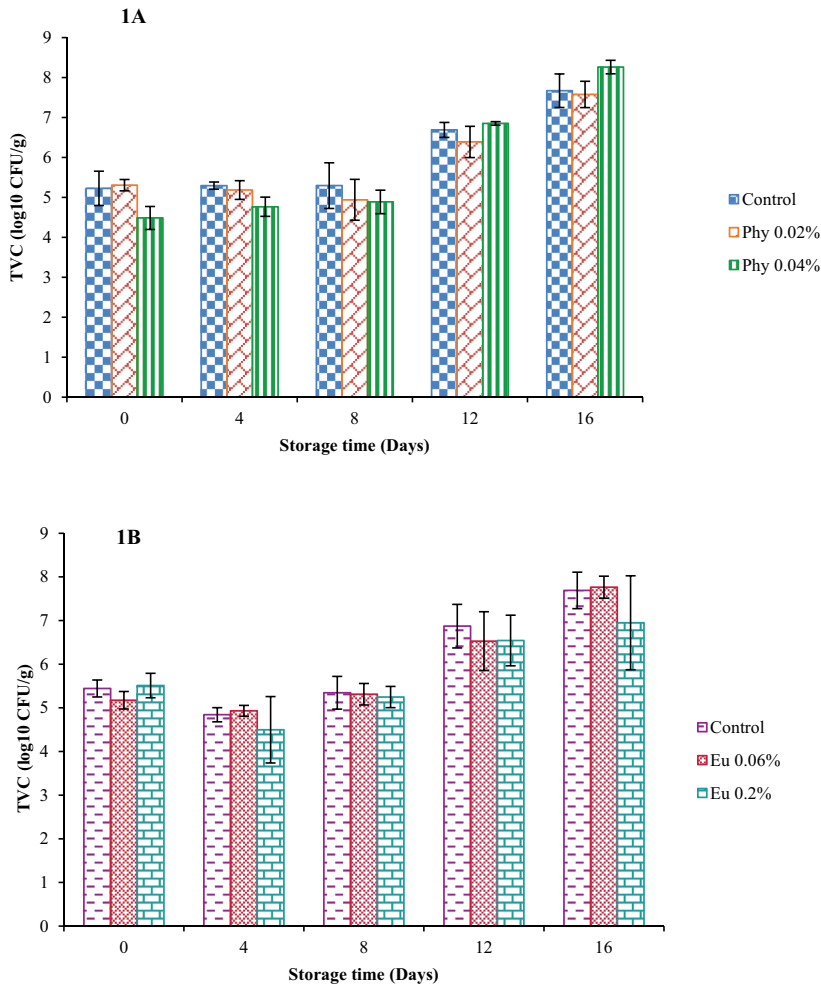 1A
9
8
7
6
5
4
3
2
1
0
TVC (log10 CFU/g)
0 4 8 12 16
Storage time (Days)
Control
Phy 0.02%
Phy 0.04%
1B
9
8
7
6
5
4
3
2
1
0
TVC (log10 CFU/g)
0 4 8 12 16
Storage time (Days)
Control
Eu 0.06%
Eu 0.2%